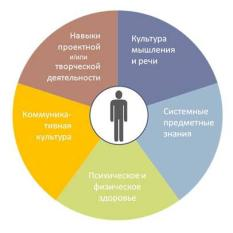 Навыки
проектной
и/или
творческой
деятельности
Культура
мышления
и речи
Системные
предметные
знания
Психическое и
физическое
здоровье
Коммуника-
тивная
культура